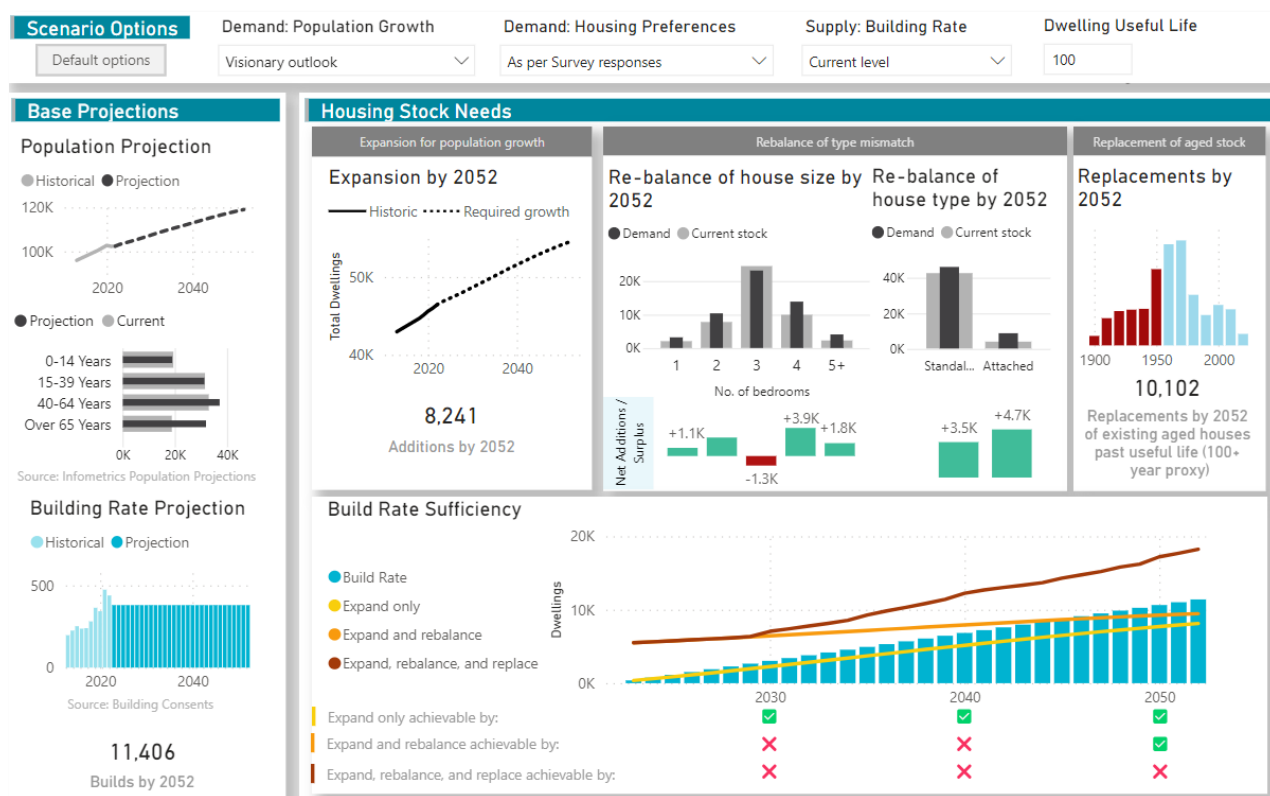 Scenario Options
Default options
Demand: Population Growth
Visionary outlook
Demand: Housing Preferences
As per Survey responses
Supply: Building Rate
Current level
Dwelling Useful Life
100
Base Projections
Population Projection
Historical Projection
120K
100K
2020 2040
Projection Current
0-14 Years
15-39 Years
40-64 Years
Over 65 Years
0K 20K 40K
Source: Infometrics Population Projections
Building Rate Projection
Historical Projection
500
0
2020 2040
Source: Building Consents
11,406
Builds by 2052
Housing Stock Needs
Expansion for population growth
Expansion by 2052
Historic Required growth
Total Dwellings
50K
40K
2020 2040
8,241
Additions by 2052
Rebalance of type mismatch
Re-balance of house size by
2052
Demand Current stock
20K
10K
0K
1 2 3 4 5+
No. of bedrooms
Net Additions /
Surplus
+1.1K
-1.3K
+3.9K
+1.8K
Re-balance of
house type by 2052
Demand Current stock
40K
20K
0K
Standal... Attached
+3.5K
+4.7K
Replacement of aged stock
Replacements by
2052
1900 1950 2000
10,102
Replacements by 2052
of existing aged houses
past useful life (100+
year proxy)
Build Rate Sufficiency
Build Rate
Expand only
Expand and rebalance
Expand, rebalance, and replace
Dwellings
20K
10K
0K
2030 2040 2050
Expand only achievable by:
Expand and rebalance achievable by:
Expand, rebalance, and replace achievable by: